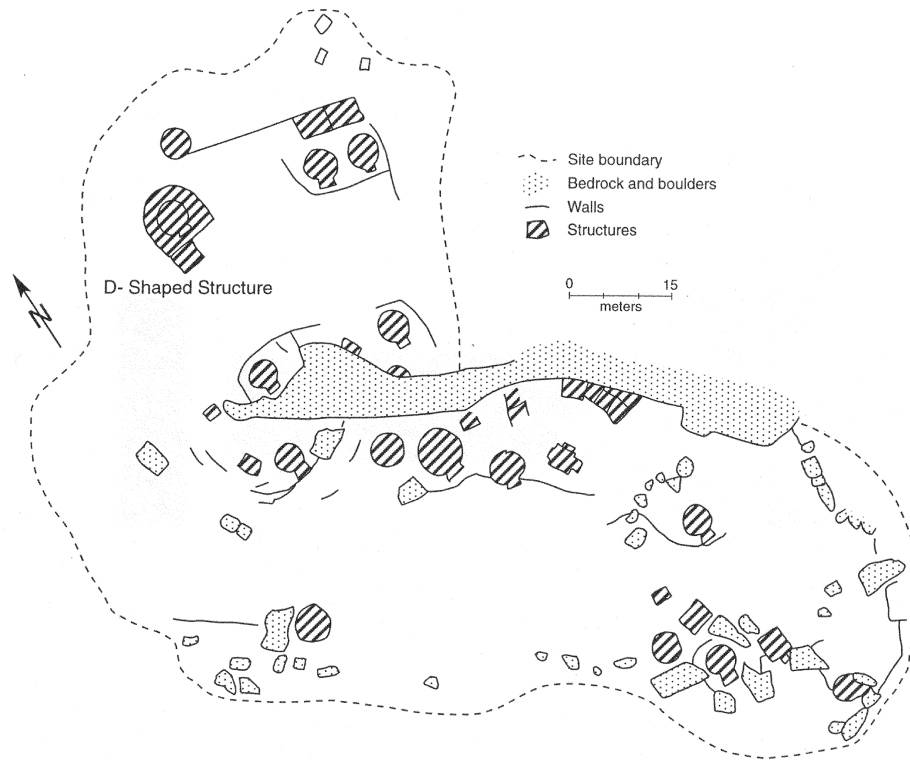 Site boundary
Bedrock and boulders
Walls
Structures
0 15
meters
D- Shaped Structure
N